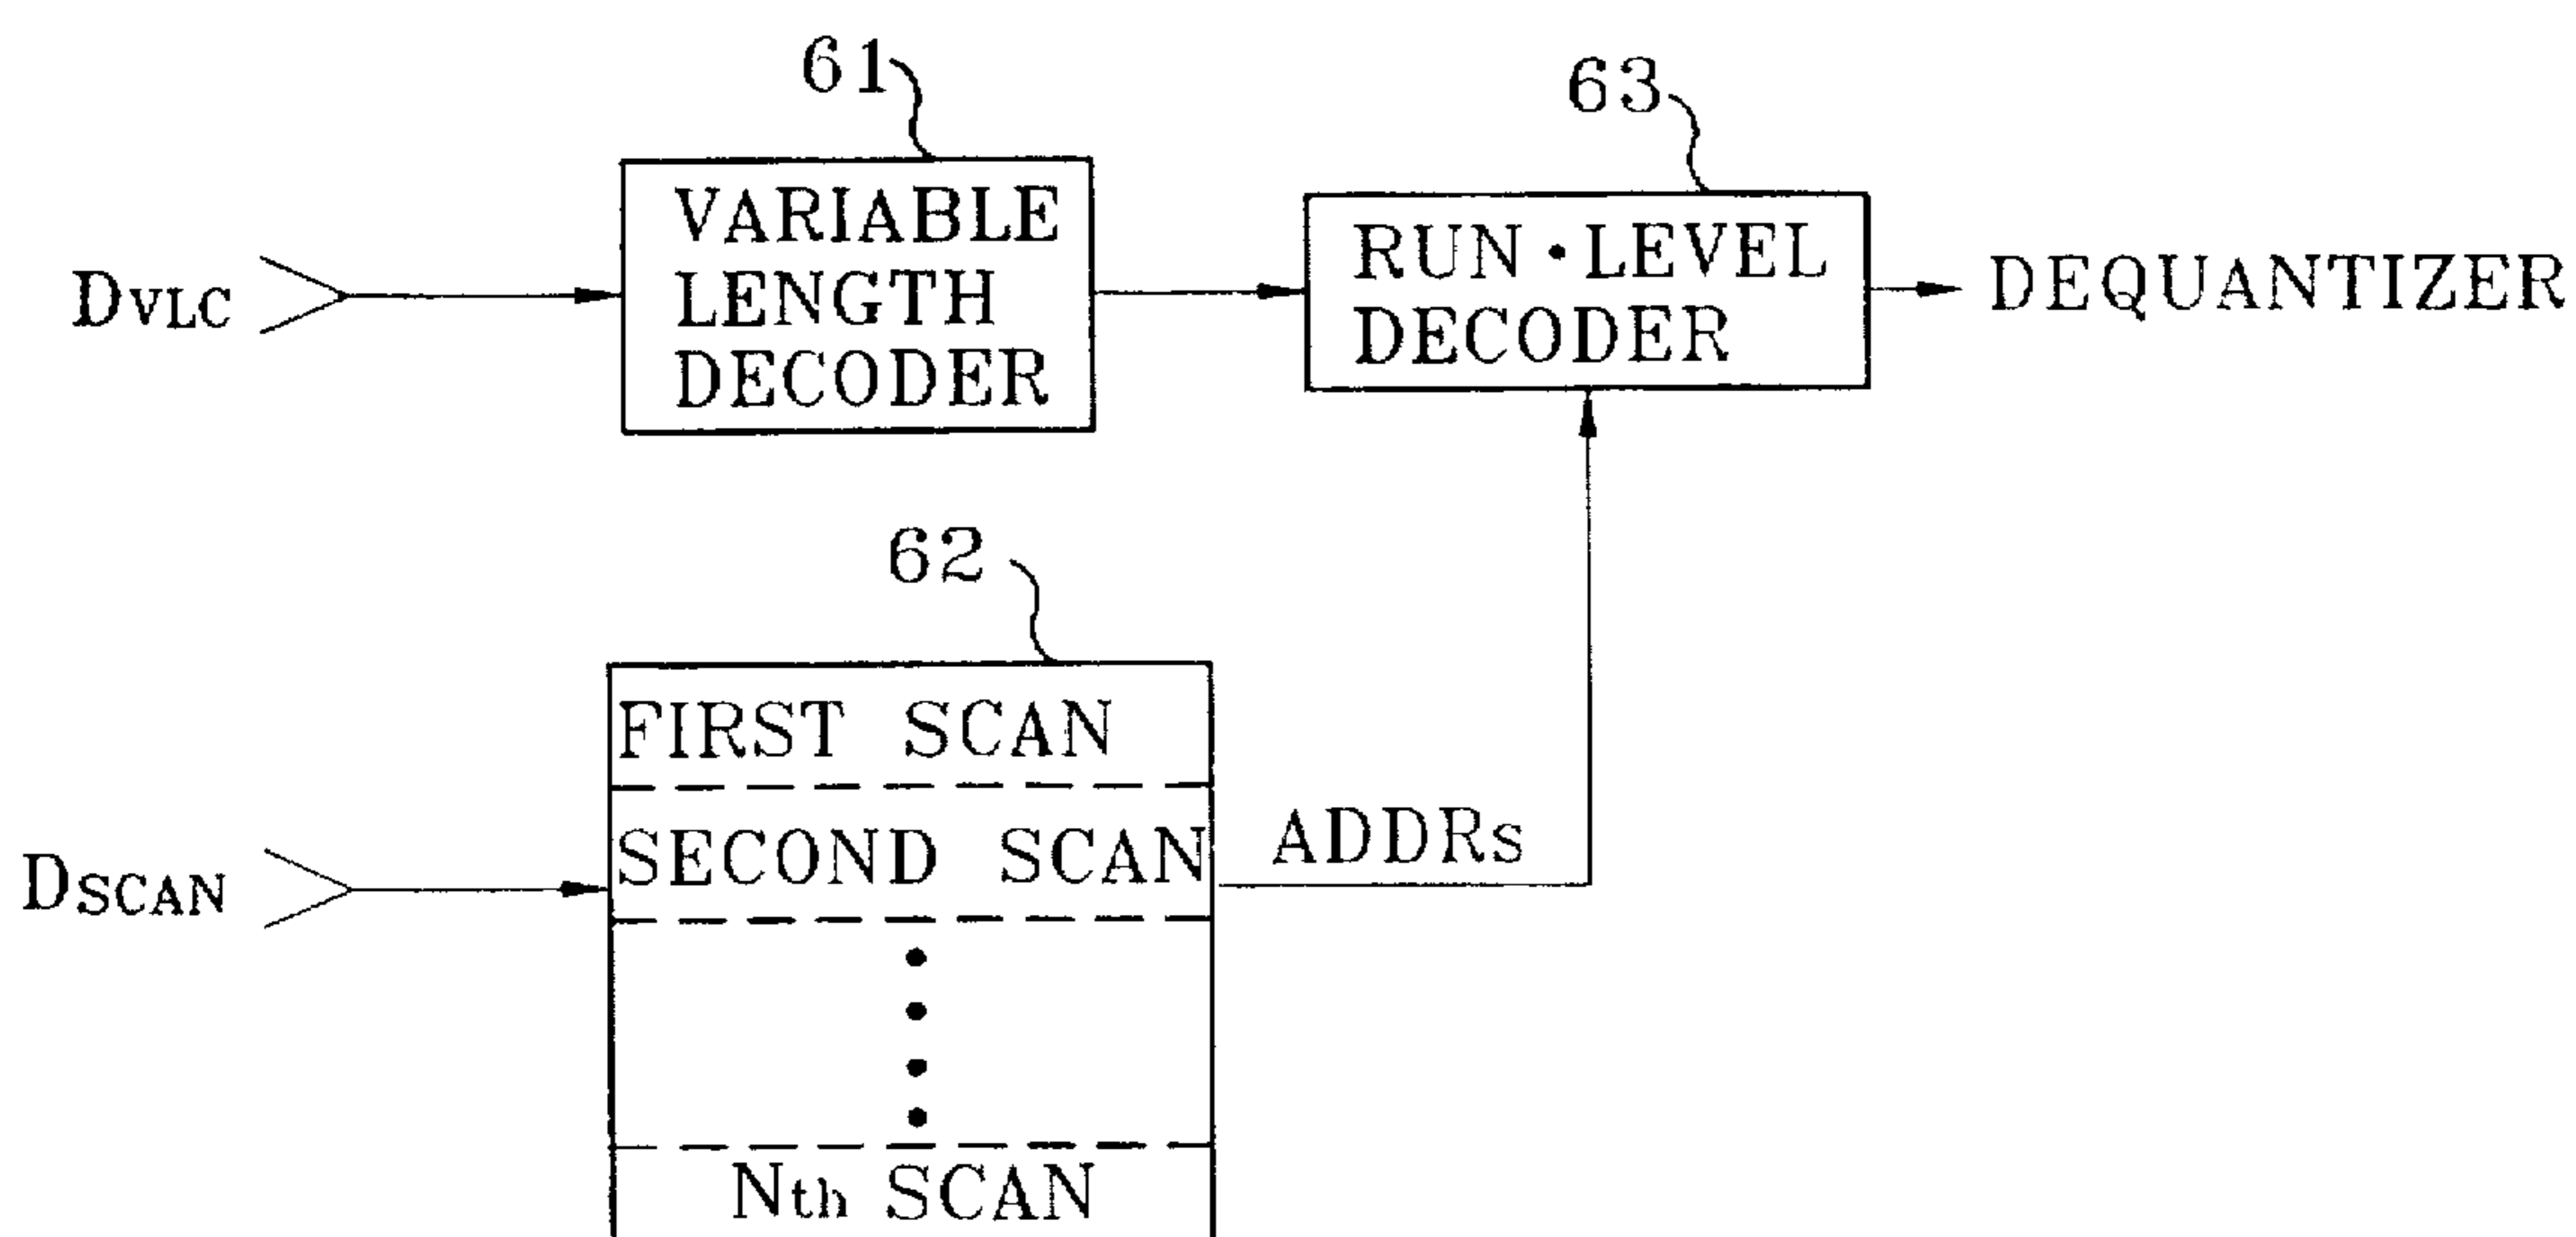 61
63
VARIABLE
LENGTH
DECODER
RUN・LEVEL
DECODER
DVLC
DEQUANTIZER
62
FIRST SCAN
SECOND SCAN
Nth SCAN
DSCAN
ADDRs